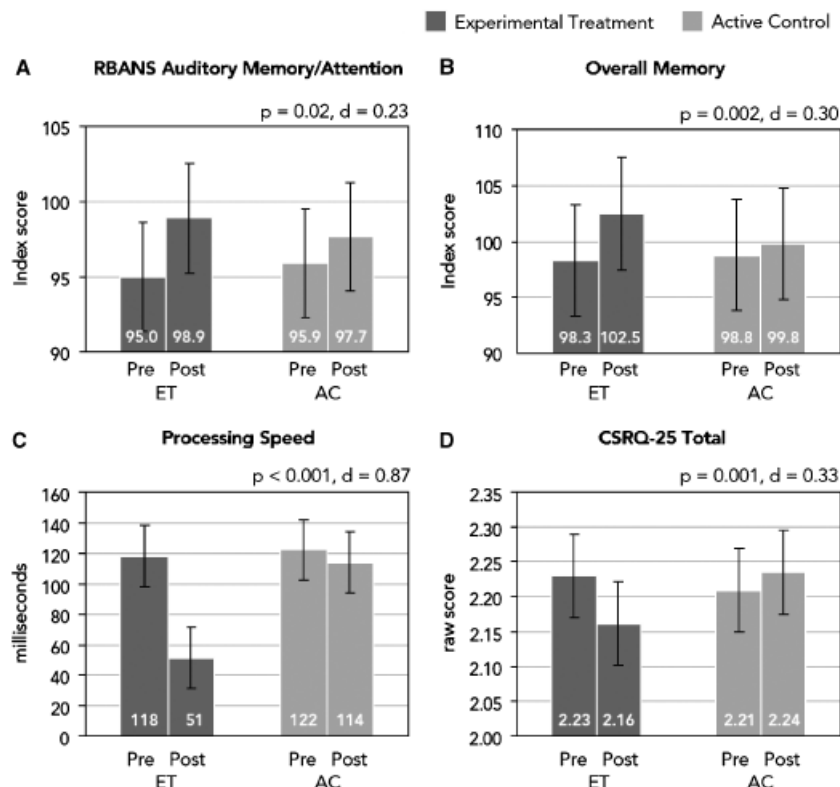 Experimental Treatment Active Control
A RBANS Auditory Memory/Attention
p = 0.02, d = 0.23
105
100
95
90
Index score
95.0 98.9 95.9 97.7
Pre Post Pre Post
ET AC
B Overall Memory
p = 0.002, d = 0.30
110
105
100
95
90
Index score
98.3 102.5 98.8 99.8
Pre Post Pre Post
ET AC
C Processing Speed
p < 0.001, d = 0.87
160
140
120
100
80
60
40
20
0
milliseconds
118 51 122 114
Pre Post Pre Post
ET AC
D CSRQ-25 Total
p = 0.001, d = 0.33
2.35
2.30
2.25
2.20
2.15
2.10
2.05
2.00
raw score
2.23 2.16 2.21 2.24
Pre Post Pre Post
ET AC